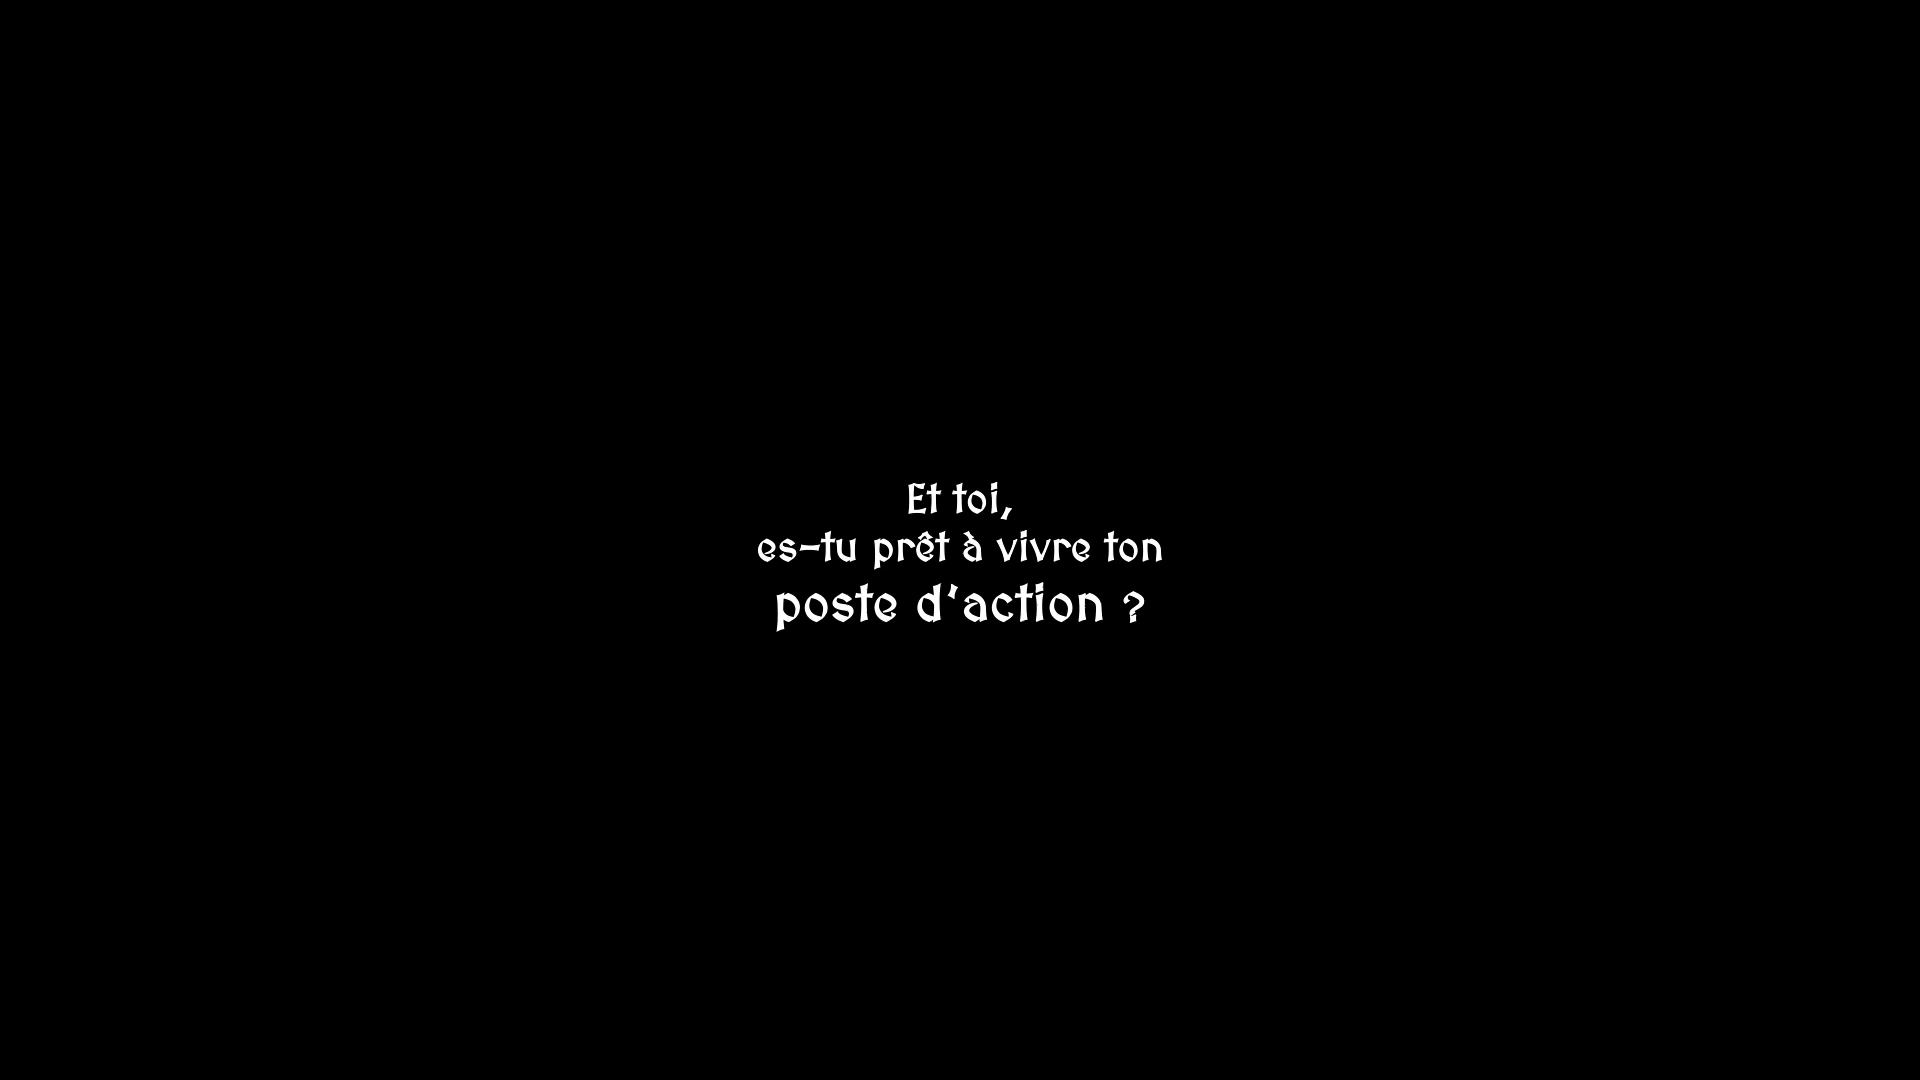 Et toi,
es-tu prêt à vivre ton
poste d'action ?